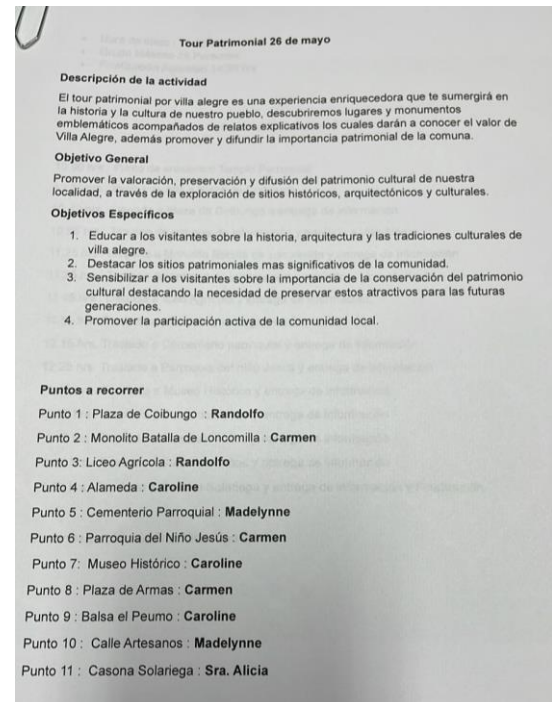 Tour Patrimonial 26 de mayo
Descripción de la actividad
El tour patrimonial por villa alegre es una experiencia enriquecedora que te sumergirá en
la historia y la cultura de nuestro pueblo, descubriremos lugares y monumentos
emblemáticos acompañados de relatos explicativos los cuales darán a conocer el valor de
Villa Alegre, además promover y difundir la importancia patrimonial de la comuna.
Objetivo General
Promover la valoración, preservación y difusión del patrimonio cultural de nuestra
localidad, a través de la exploración de sitios históricos, arquitectónicos y culturales.
Objetivos Específicos
1. Educar a los visitantes sobre la historia, arquitectura y las tradiciones culturales de
villa alegre.
2. Destacar los sitios patrimoniales mas significativos de la comunidad.
3. Sensibilizar a los visitantes sobre la importancia de la conservación del patrimonio
cultural destacando la necesidad de preservar estos atractivos para las futuras
generaciones.
4. Promover la participación activa de la comunidad local.
Puntos a recorrer
Punto 1 : Plaza de Coibungo : Randolfo
Punto 2 : Monolito Batalla de Loncomilla : Carmen
Punto 3: Liceo Agrícola : Randolfo
Punto 4 : Alameda : Caroline
Punto 5 : Cementerio Parroquial : Madelynne
Punto 6 : Parroquia del Niño Jesús : Carmen
Punto 7: Museo Histórico : Caroline
Punto 8 : Plaza de Armas : Carmen
Punto 9 : Balsa el Peumo : Caroline
Punto 10 : Calle Artesanos : Madelynne
Punto 11 : Casona Solariega : Sra. Alicia